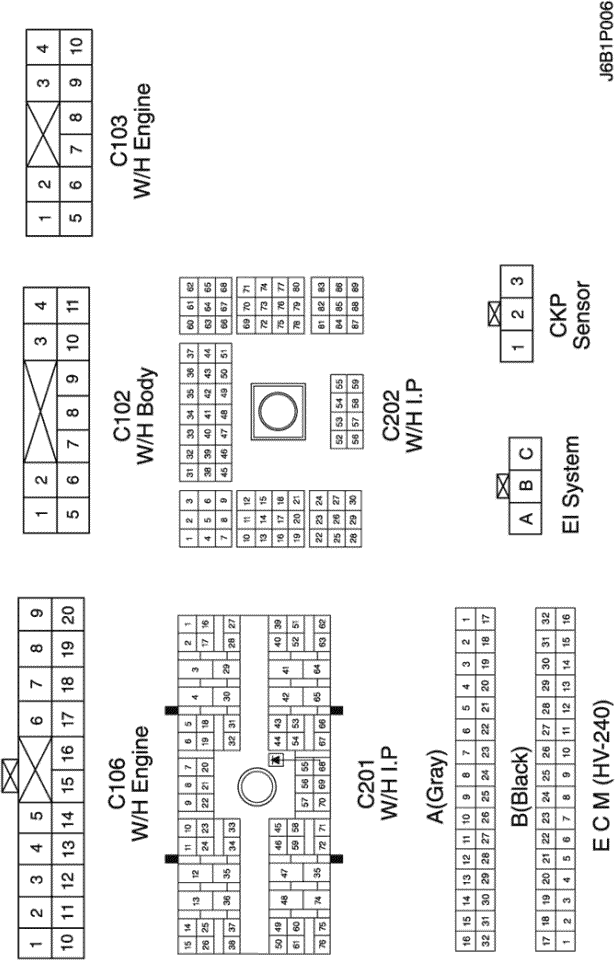 1 2 3 4 5 6 7 8 9
10 11 12 13 14 15 16 17 18 19 20
C106
W/H Engine
1 2 3 4
5 6 7 8 9 10 11
C102
W/H Body
1 2 3 4
5 6 7 8 9 10
C103
W/H Engine
15 14 13 12 11 10 9 8 7 6 5 4 3 2 1
26 25 24 23 22 21 20 19 18 17 16
38 37 36 35 34 33 32 31 30 29 28 27
50 49 48 47 46 45 44 43 42 41 40 39
61 60 59 58 57 56 55 54 53 52 51
76 75 74 35 72 71 70 69 68 67 66 65 64 63 62
C201
W/H I.P
1 2 3
4 5 6
7 8 9
10 11 12
13 14 15
16 17 18
19 20 21
22 23 24
25 26 27
28 29 30
31 32 33 34 35 36 37
38 39 40 41 42 43 44
45 46 47 48 49 50 51
52 53 54 55
56 57 58 59
60 61 62
63 64 65
66 67 68
69 70 71
72 73 74
75 76 77
78 79 80
81 82 83
84 85 86
87 88 89
C202
W/H I.P
A(Gray)
16 15 14 13 12 11 10 9 8 7 6 5 4 3 2 1
32 31 30 29 28 27 26 25 24 23 22 21 20 19 18 17
B(Black)
17 18 19 20 21 22 23 24 25 26 27 28 29 30 31 32
1 2 3 4 5 6 7 8 9 10 11 12 13 14 15 16
E C M (HV-240)
A B C
EI System
1 2 3
CKP
Sensor
J6B1P006